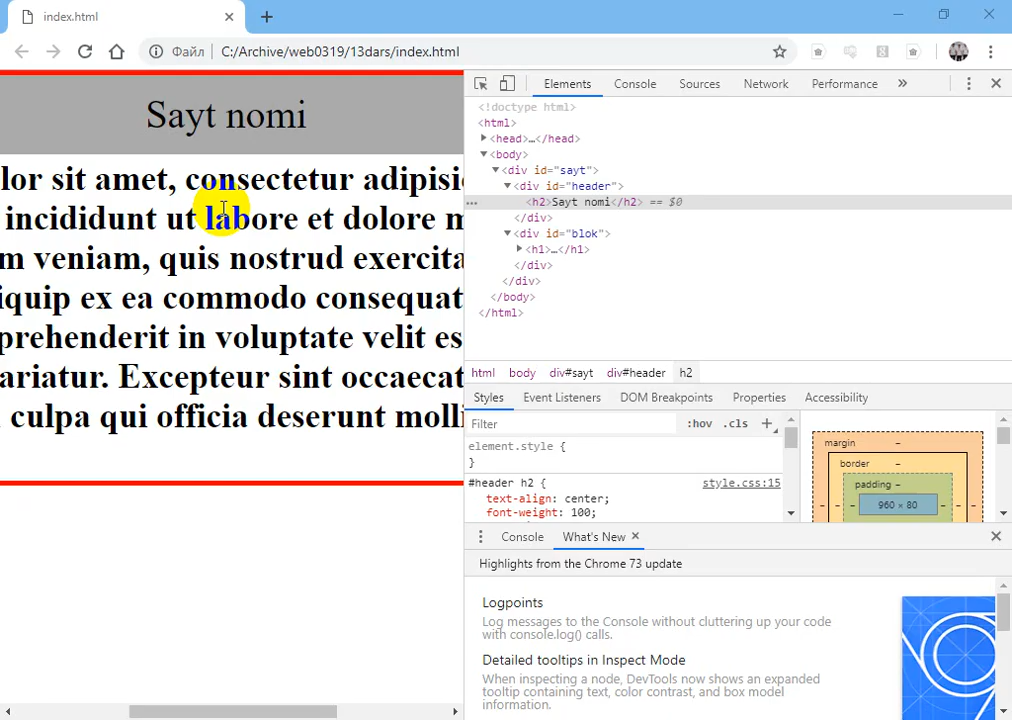 index.html
Файл
C:/Archive/web0319/13dars/index.html
Sayt nomi
lor sit amet, consectetur adipisi
incididunt ut labore et dolore m
m veniam, quis nostrud exercita
iquip ex ea commodo consequat
prehenderit in voluptate velit es
ariatur. Excepteur sint occaecat
culpa qui officia deserunt molli
Elements Console Sources Network Performance »
<!doctype html>
<html>
<head>…</head>
<body>
<div id="sayt">
<div id="header">
… <h2>Sayt nomi</h2> == $0
</div>
<div id="blok">
<h1>…</h1>
</div>
</div>
</body>
</html>
html body div#sayt div#header h2
Styles Event Listeners DOM Breakpoints Properties Accessibility
Filter :hov .cls +
element.style {
}
#header h2 { style.css:15
text-align: center;
font-weight: 100;
margin –
border –
padding –
– – – 960 × 80 – – –
Console What's New ×
Highlights from the Chrome 73 update
Logpoints
Log messages to the Console without cluttering up your code
with console.log() calls.
Detailed tooltips in Inspect Mode
When inspecting a node, DevTools now shows an expanded
tooltip containing text, color contrast, and box model
information.